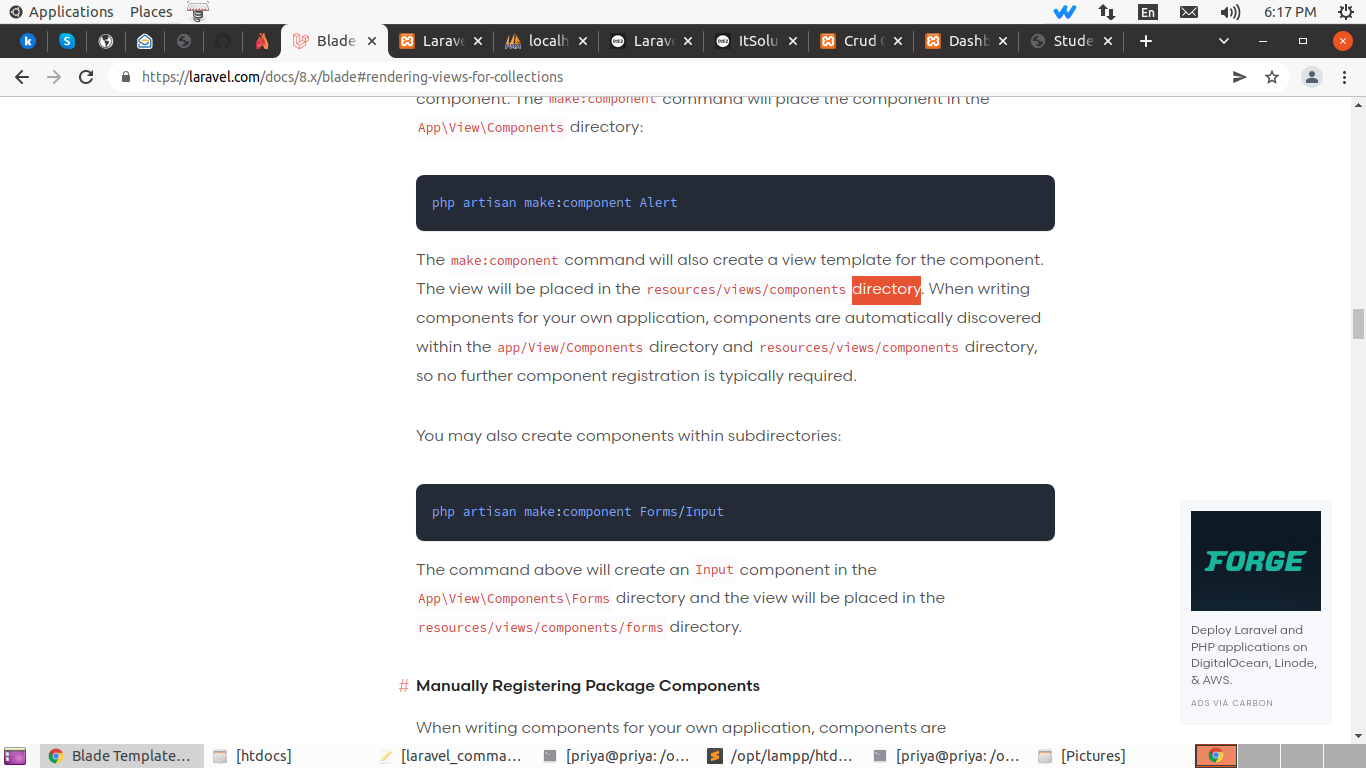 Applications Places En 6:17 PM
Blade Larave localh Larave ItSolu Crud Dashb Stude
https://laravel.com/docs/8.x/blade#rendering-views-for-collections
component. The make:component command will place the component in the
App\View\Components directory:
php artisan make:component Alert
The make:component command will also create a view template for the component.
The view will be placed in the resources/views/components directory. When writing
components for your own application, components are automatically discovered
within the app/View/Components directory and resources/views/components directory,
so no further component registration is typically required.
You may also create components within subdirectories:
php artisan make:component Forms/Input
The command above will create an Input component in the
App\View\Components\Forms directory and the view will be placed in the
resources/views/components/forms directory.
# Manually Registering Package Components
When writing components for your own application, components are
FORGE
Deploy Laravel and
PHP applications on
DigitalOcean, Linode,
& AWS.
ADS VIA CARBON
Blade Template... [htdocs] [laravel_comma... [priya@priya: /o... /opt/lampp/htd... [priya@priya: /o... [Pictures]